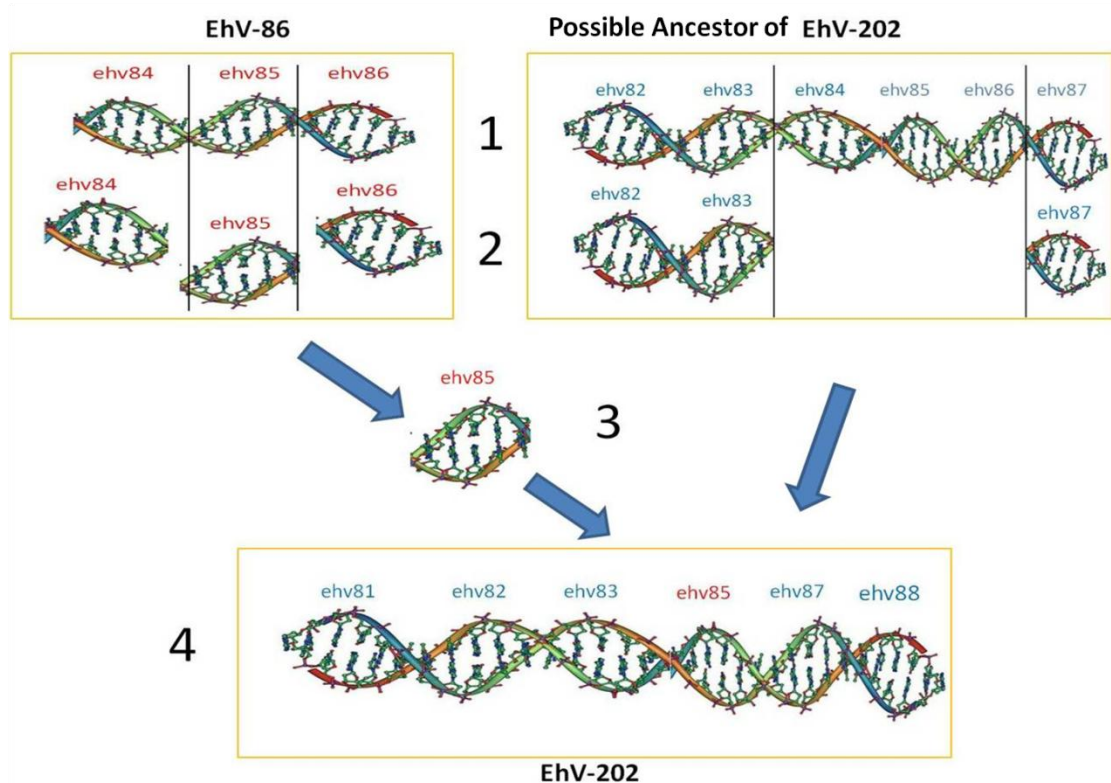 EhV-86
Possible Ancestor of EhV-202
ehv84 ehv85 ehv86
1
ehv82 ehv83 ehv84 ehv85 ehv86 ehv87
ehv84 ehv85 ehv86
2
ehv82 ehv83 ehv87
ehv85
3
4
ehv81 ehv82 ehv83 ehv85 ehv87 ehv88
EhV-202